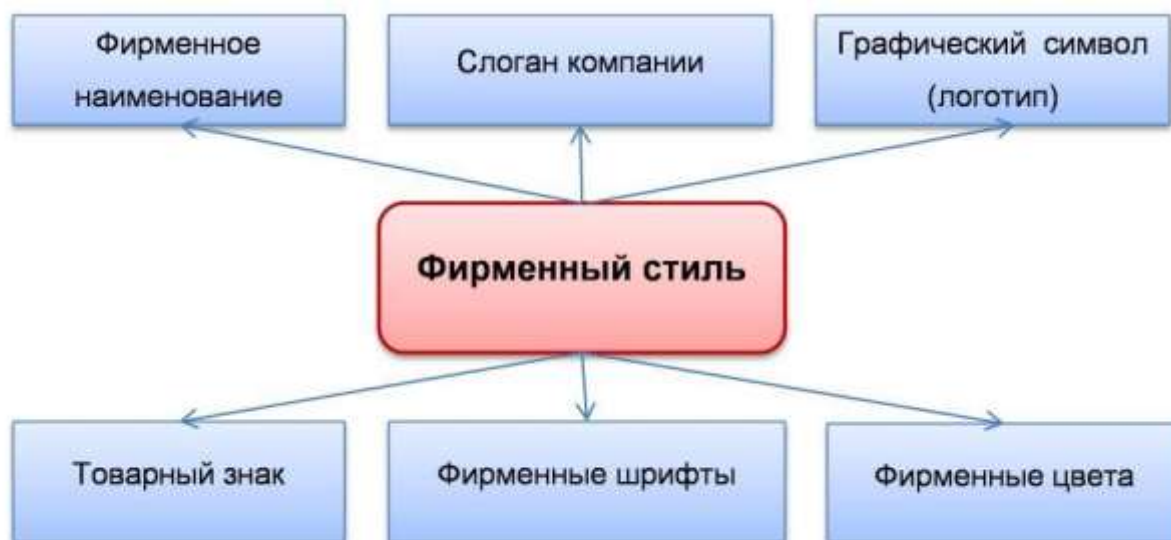 Фирменное
наименование
Слоган компании
Графический символ
(логотип)
Фирменный стиль
Товарный знак
Фирменные шрифты
Фирменные цвета